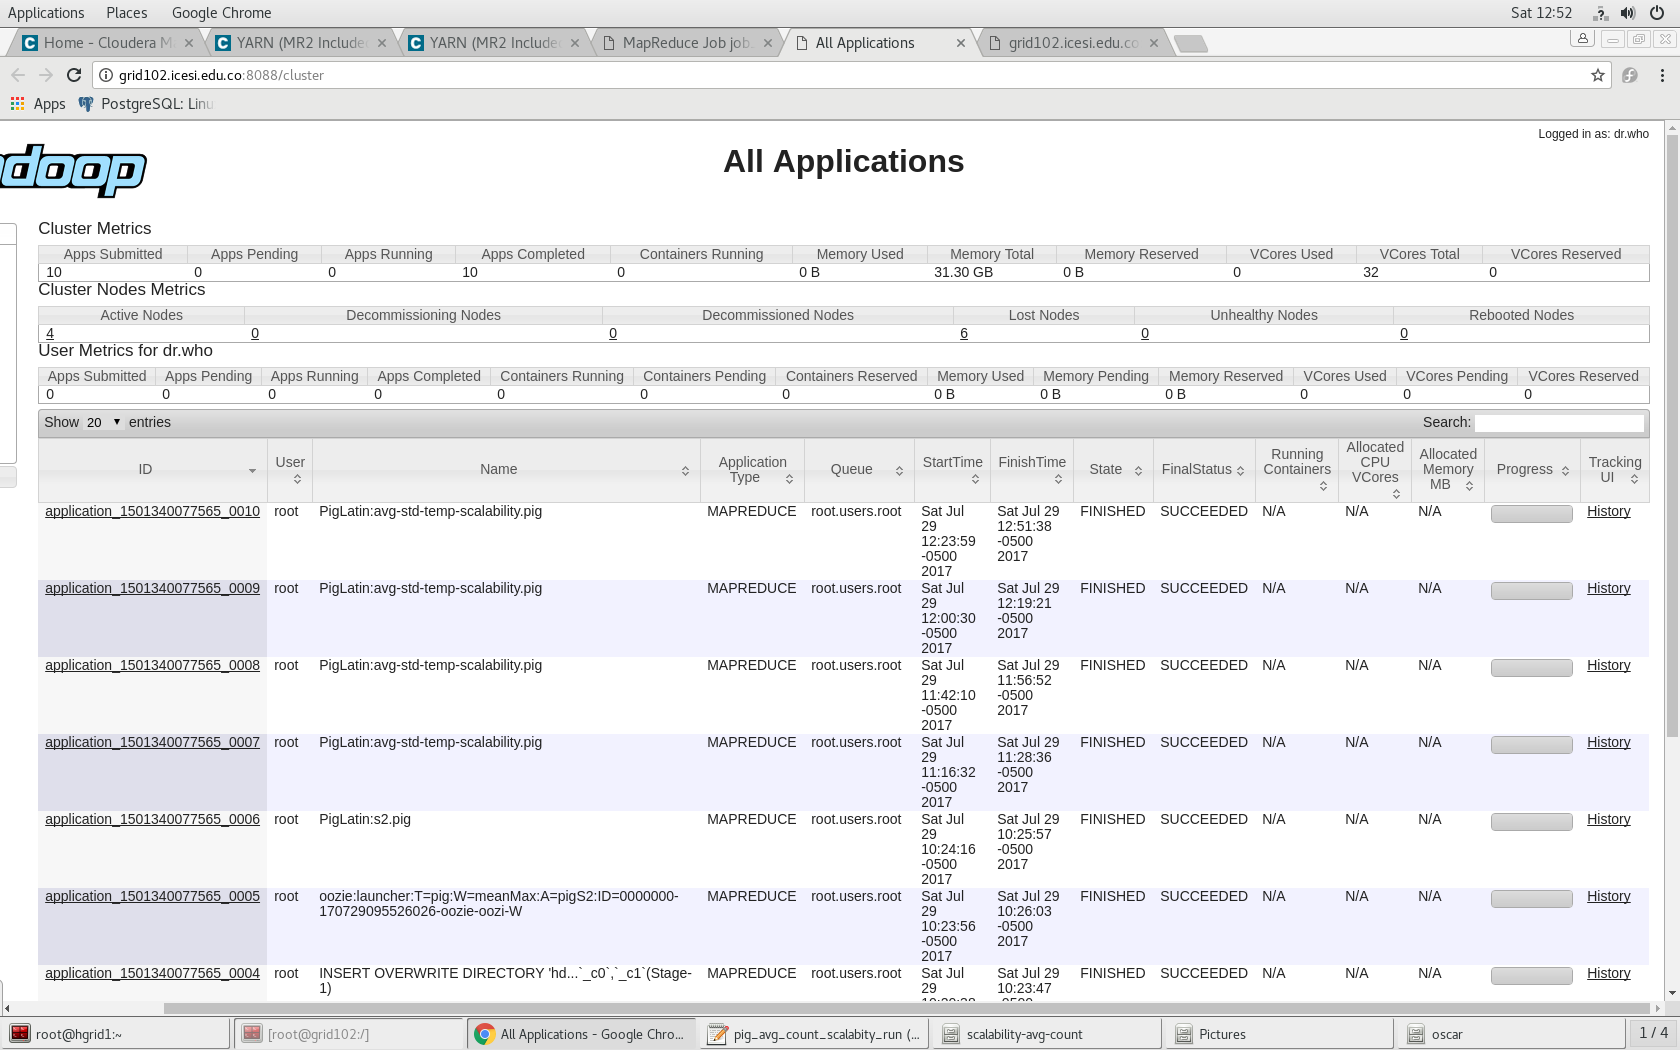 Applications Places Google Chrome Sat 12:52
Home - Cloudera M YARN (MR2 Include YARN (MR2 Include MapReduce Job job. All Applications grid102.icesi.edu.co
grid102.icesi.edu.co:8088/cluster
Apps PostgreSQL: Linu
Logged in as: dr.who
doop
All Applications
Cluster Metrics
Apps Submitted Apps Pending Apps Running Apps Completed Containers Running Memory Used Memory Total Memory Reserved VCores Used VCores Total VCores Reserved
10 0 0 10 0 0 B 31.30 GB 0 B 0 32 0
Cluster Nodes Metrics
Active Nodes Decommissioning Nodes Decommissioned Nodes Lost Nodes Unhealthy Nodes Rebooted Nodes
4 0 0 6 0 0
User Metrics for dr.who
Apps Submitted Apps Pending Apps Running Apps Completed Containers Running Containers Pending Containers Reserved Memory Used Memory Pending Memory Reserved VCores Used VCores Pending VCores Reserved
0 0 0 0 0 0 0 0 B 0 B 0 B 0 0 0
Show 20 entries Search:
ID User Name Application Type Queue StartTime FinishTime State FinalStatus Running Containers Allocated CPU VCores Allocated Memory MB Progress Tracking UI
application_1501340077565_0010 root PigLatin:avg-std-temp-scalability.pig MAPREDUCE root.users.root Sat Jul 29 12:23:59 -0500 2017 Sat Jul 29 12:51:38 -0500 2017 FINISHED SUCCEEDED N/A N/A N/A History
application_1501340077565_0009 root PigLatin:avg-std-temp-scalability.pig MAPREDUCE root.users.root Sat Jul 29 12:00:30 -0500 2017 Sat Jul 29 12:19:21 -0500 2017 FINISHED SUCCEEDED N/A N/A N/A History
application_1501340077565_0008 root PigLatin:avg-std-temp-scalability.pig MAPREDUCE root.users.root Sat Jul 29 11:42:10 -0500 2017 Sat Jul 29 11:56:52 -0500 2017 FINISHED SUCCEEDED N/A N/A N/A History
application_1501340077565_0007 root PigLatin:avg-std-temp-scalability.pig MAPREDUCE root.users.root Sat Jul 29 11:16:32 -0500 2017 Sat Jul 29 11:28:36 -0500 2017 FINISHED SUCCEEDED N/A N/A N/A History
application_1501340077565_0006 root PigLatin:s2.pig MAPREDUCE root.users.root Sat Jul 29 10:24:16 -0500 2017 Sat Jul 29 10:25:57 -0500 2017 FINISHED SUCCEEDED N/A N/A N/A History
application_1501340077565_0005 root oozie:launcher:T=pig:W=meanMax:A=pigS2:ID=0000000-170729095526026-oozie-oozi-W MAPREDUCE root.users.root Sat Jul 29 10:23:56 -0500 2017 Sat Jul 29 10:26:03 -0500 2017 FINISHED SUCCEEDED N/A N/A N/A History
application_1501340077565_0004 root INSERT OVERWRITE DIRECTORY 'hd...`_c0`,`_c1`(Stage-1) MAPREDUCE root.users.root Sat Jul 29 Sat Jul 29 10:23:47 FINISHED SUCCEEDED N/A N/A N/A History
root@hgrid1:~ [root@grid102:/] All Applications - Google Chro... pig_avg_count_scalabity_run (... scalability-avg-count Pictures oscar 1 / 4